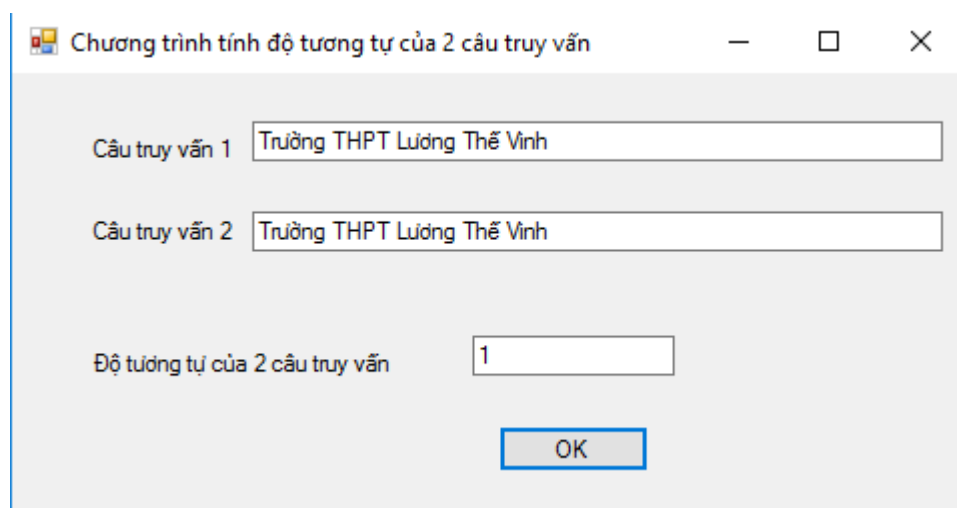 Chương trình tính độ tương tự của 2 câu truy vấn
Câu truy vấn 1 Trường THPT Lương Thế Vinh
Câu truy vấn 2 Trường THPT Lương Thế Vinh
Độ tương tự của 2 câu truy vấn 1
OK